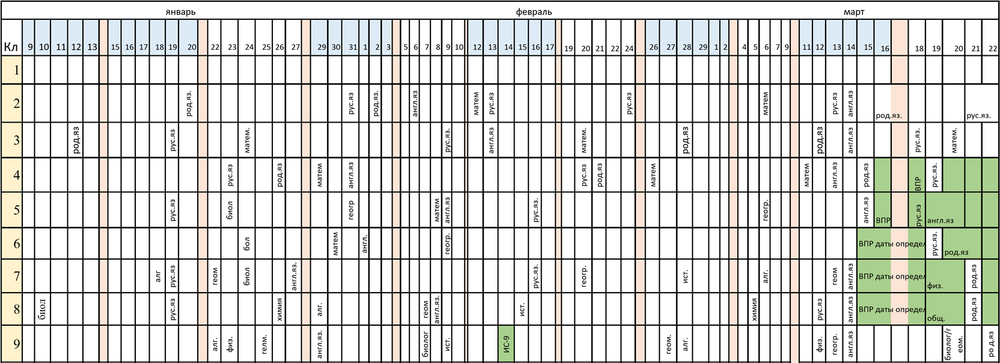 январь февраль март
Кл 9 10 11 12 13 15 16 17 18 19 20 22 23 24 25 26 27 29 30 31 1 2 3 5 6 7 8 9 10 12 13 14 15 16 17 19 20 21 22 24 26 27 28 29 1 2 4 5 6 7 9 11 12 13 14 15 16 18 19 20 21 22
1
2 род.яз. рус.яз род.яз. англ.яз матем рус.яз рус.яз матем рус.яз англ.яз род.яз. рус.яз.
3 род.яз рус.яз матем. рус.яз. англ.яз матем. род.яз род.яз англ.яз рус.яз. матем.
4 рус.яз род.яз матем англ.яз рус.яз род.яз матем матем англ.яз род.яз ВПР рус.яз.
5 рус.яз биол геогр матем англ.яз рус.яз. геогр. англ.яз ВПР рус.яз англ.яз
6 бол матем англ. геогр. ВПР даты определ рус.яз. род.яз
7 алг рус.яз геом биол англ.яз. рус.яз. геогр. ист. алг. геом англ.яз ВПР даты определ физ. род.яз
8 биол рус.яз химия алг. геом англ.яз. ист. химия рус.яз англ.яз ВПР даты определ общ. род.яз
9 алг. физ. гелм. англ.яз. биолог ист. ИС-9 геом. алг. физ. геогр. англ.яз биолог/г
еом. ро д.яз